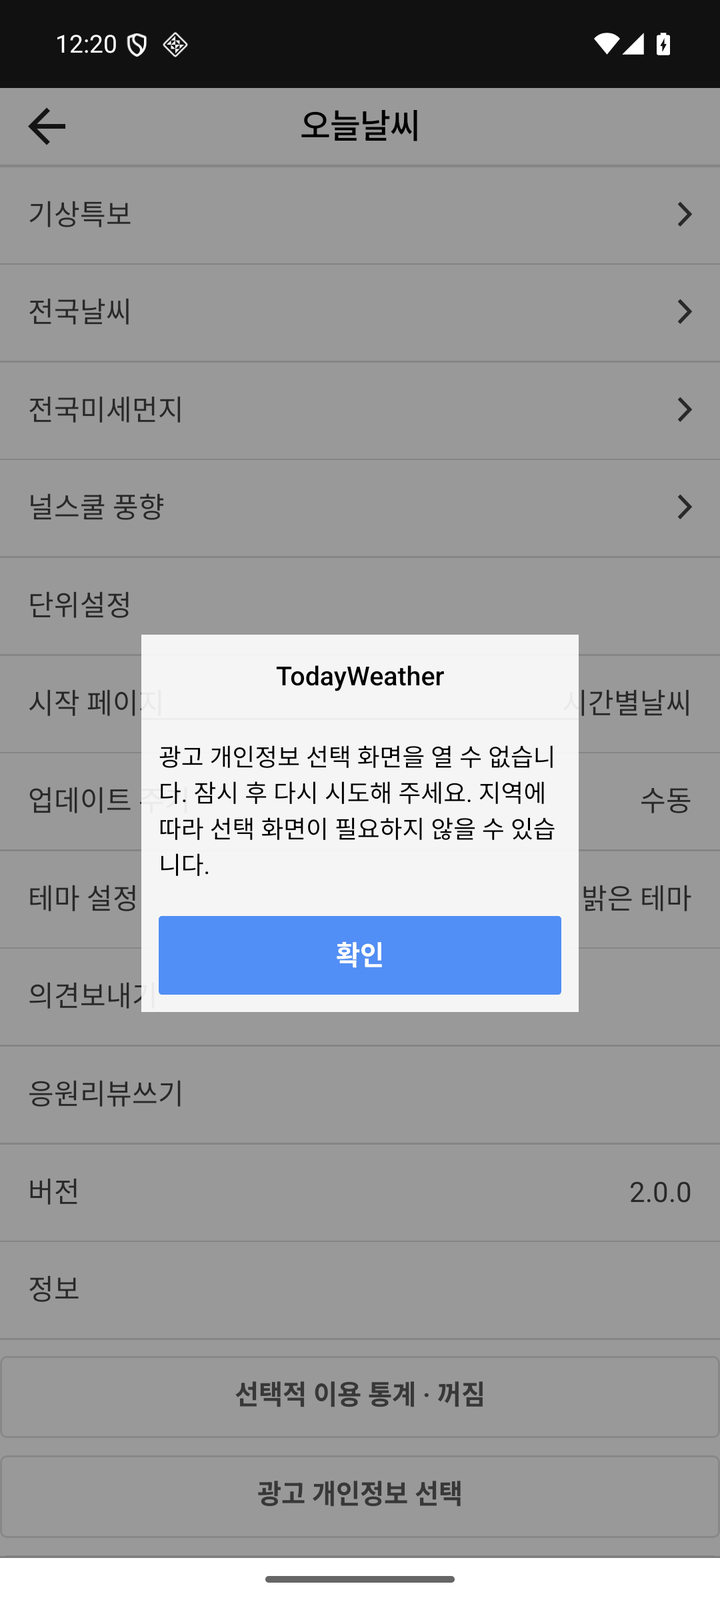 12:20
오늘날씨
기상특보
전국날씨
전국미세먼지
널스쿨 풍향
단위설정
시작 페이지 시간별날씨
업데이트 주기 수동
테마 설정 밝은 테마
의견보내기
응원리뷰쓰기
버전 2.0.0
정보
선택적 이용 통계 · 꺼짐
광고 개인정보 선택
TodayWeather
광고 개인정보 선택 화면을 열 수 없습니
다. 잠시 후 다시 시도해 주세요. 지역에
따라 선택 화면이 필요하지 않을 수 있습
니다.
확인